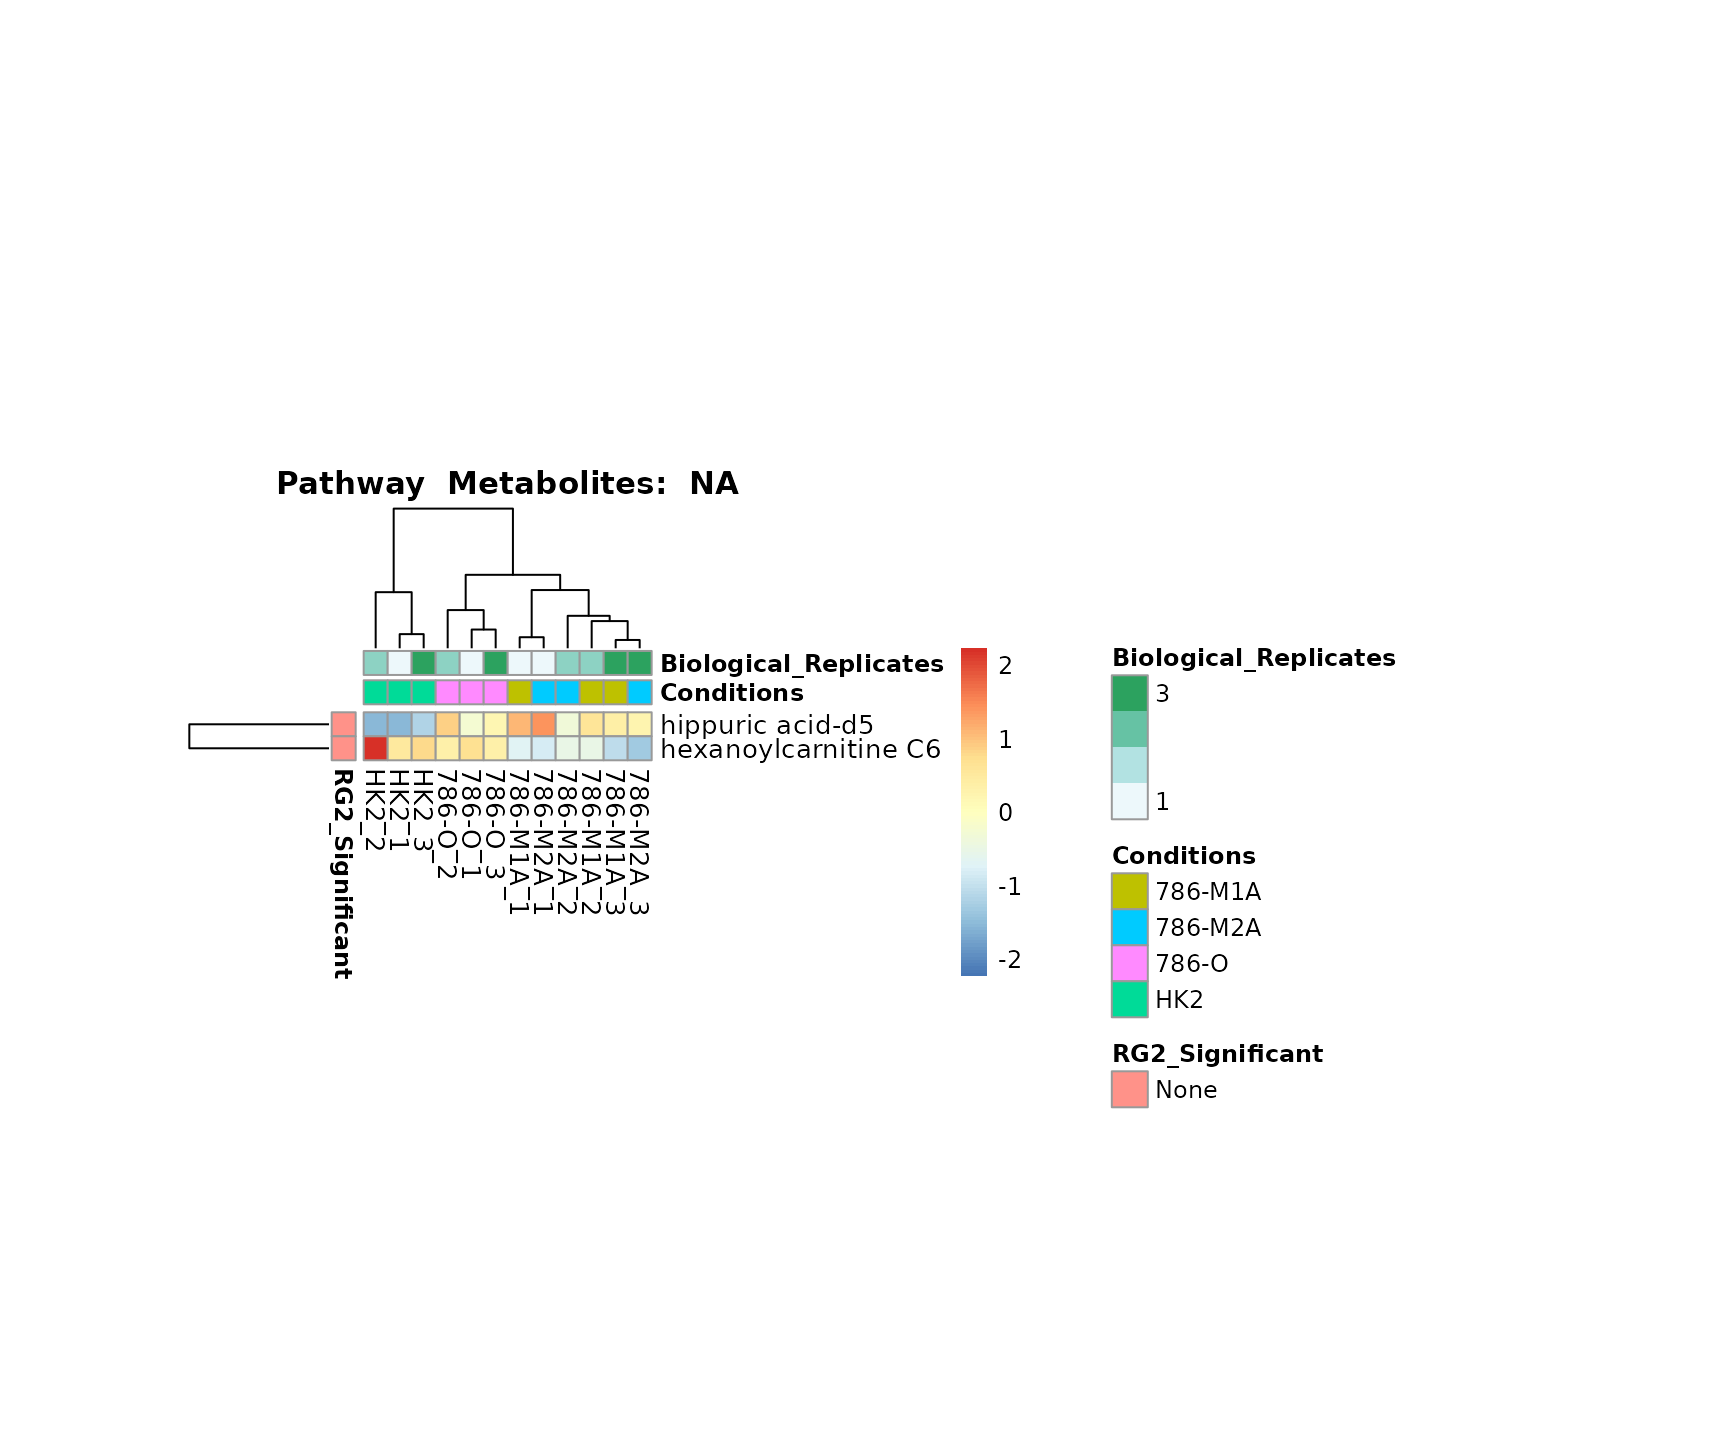 Pathway  Metabolites:  NA
Biological_Replicates
Conditions
hippuric acid-d5
hexanoylcarnitine C6
RG2_Significant
HK2_2
HK2_1
HK2_3
786-O_2
786-O_1
786-O_3
786-M1A_1
786-M2A_1
786-M2A_2
786-M1A_2
786-M1A_3
786-M2A_3
2
1
0
-1
-2
Biological_Replicates
3
1
Conditions
786-M1A
786-M2A
786-O
HK2
RG2_Significant
None